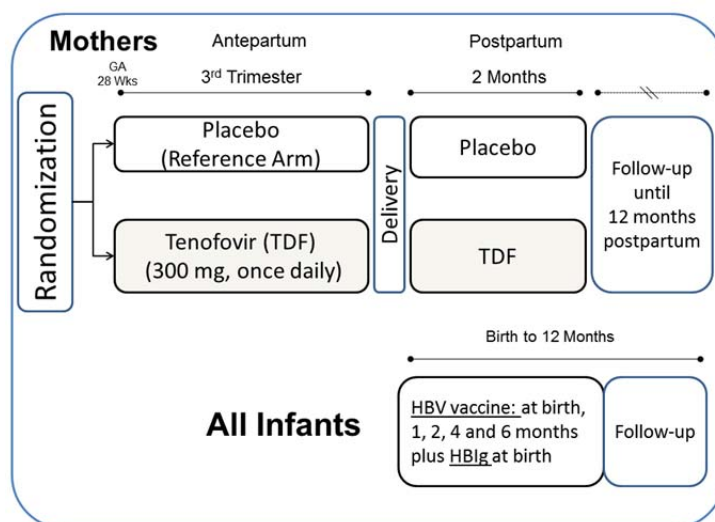 Mothers
Antepartum
Postpartum
GA
28 Wks
3rd Trimester
2 Months
Randomization
Placebo
(Reference Arm)
Tenofovir (TDF)
(300 mg, once daily)
Delivery
Placebo
TDF
Follow-up
until
12 months
postpartum
Birth to 12 Months
All Infants
HBV vaccine: at birth,
1, 2, 4 and 6 months
plus HBIg at birth
Follow-up